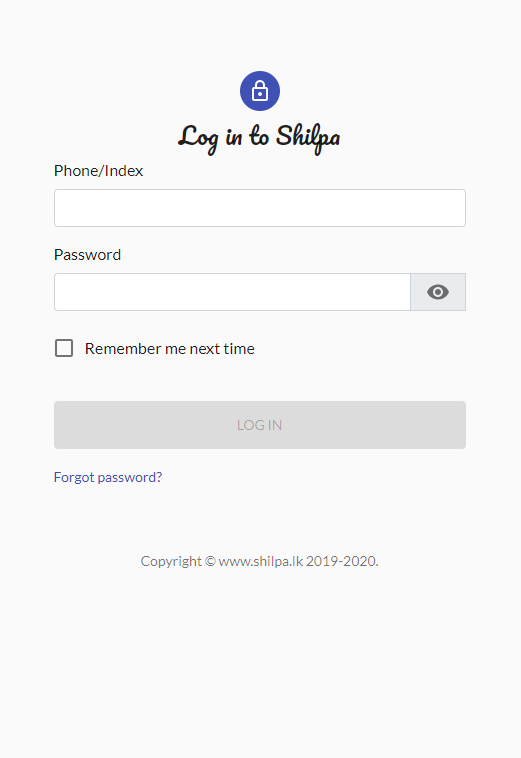 Log in to Shilpa
Phone/Index
Password
Remember me next time
LOG IN
Forgot password?
Copyright © www.shilpa.lk 2019-2020.